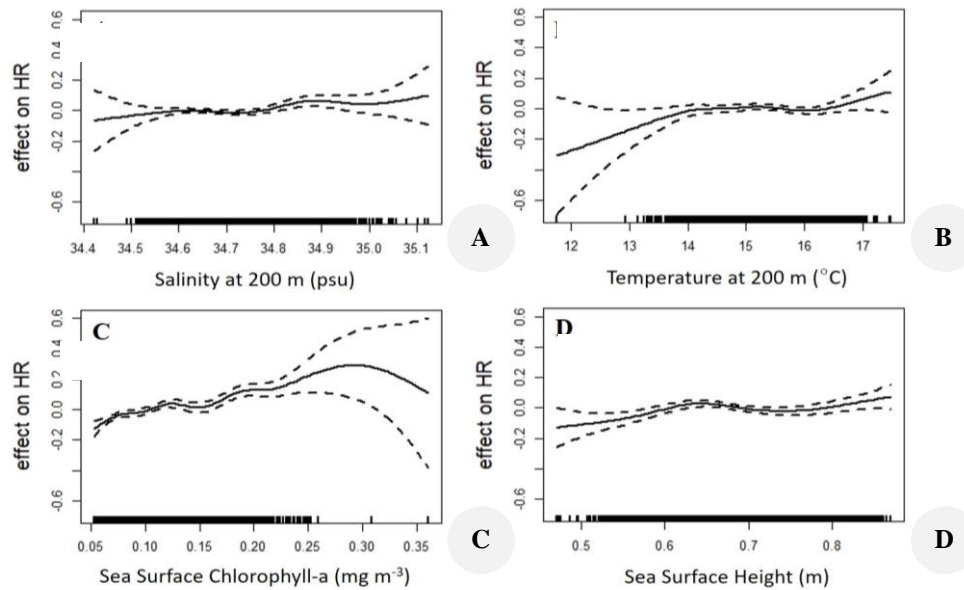 effect on HR
-0.6
-0.2
0.0
0.2
0.4
0.6
34.4 34.5 34.6 34.7 34.8 34.9 35.0 35.1
Salinity at 200 m (psu)
A
effect on HR
-0.6
-0.2
0.0
0.2
0.4
0.6
12 13 14 15 16 17
Temperature at 200 m (°C)
B
C
effect on HR
-0.6
-0.2
0.0
0.2
0.6
0.05 0.10 0.15 0.20 0.25 0.30 0.35
Sea Surface Chlorophyll-a (mg m⁻³)
C
D
effect on HR
-0.6
-0.2
0.0
0.2
0.4
0.6
0.5 0.6 0.7 0.8
Sea Surface Height (m)
D